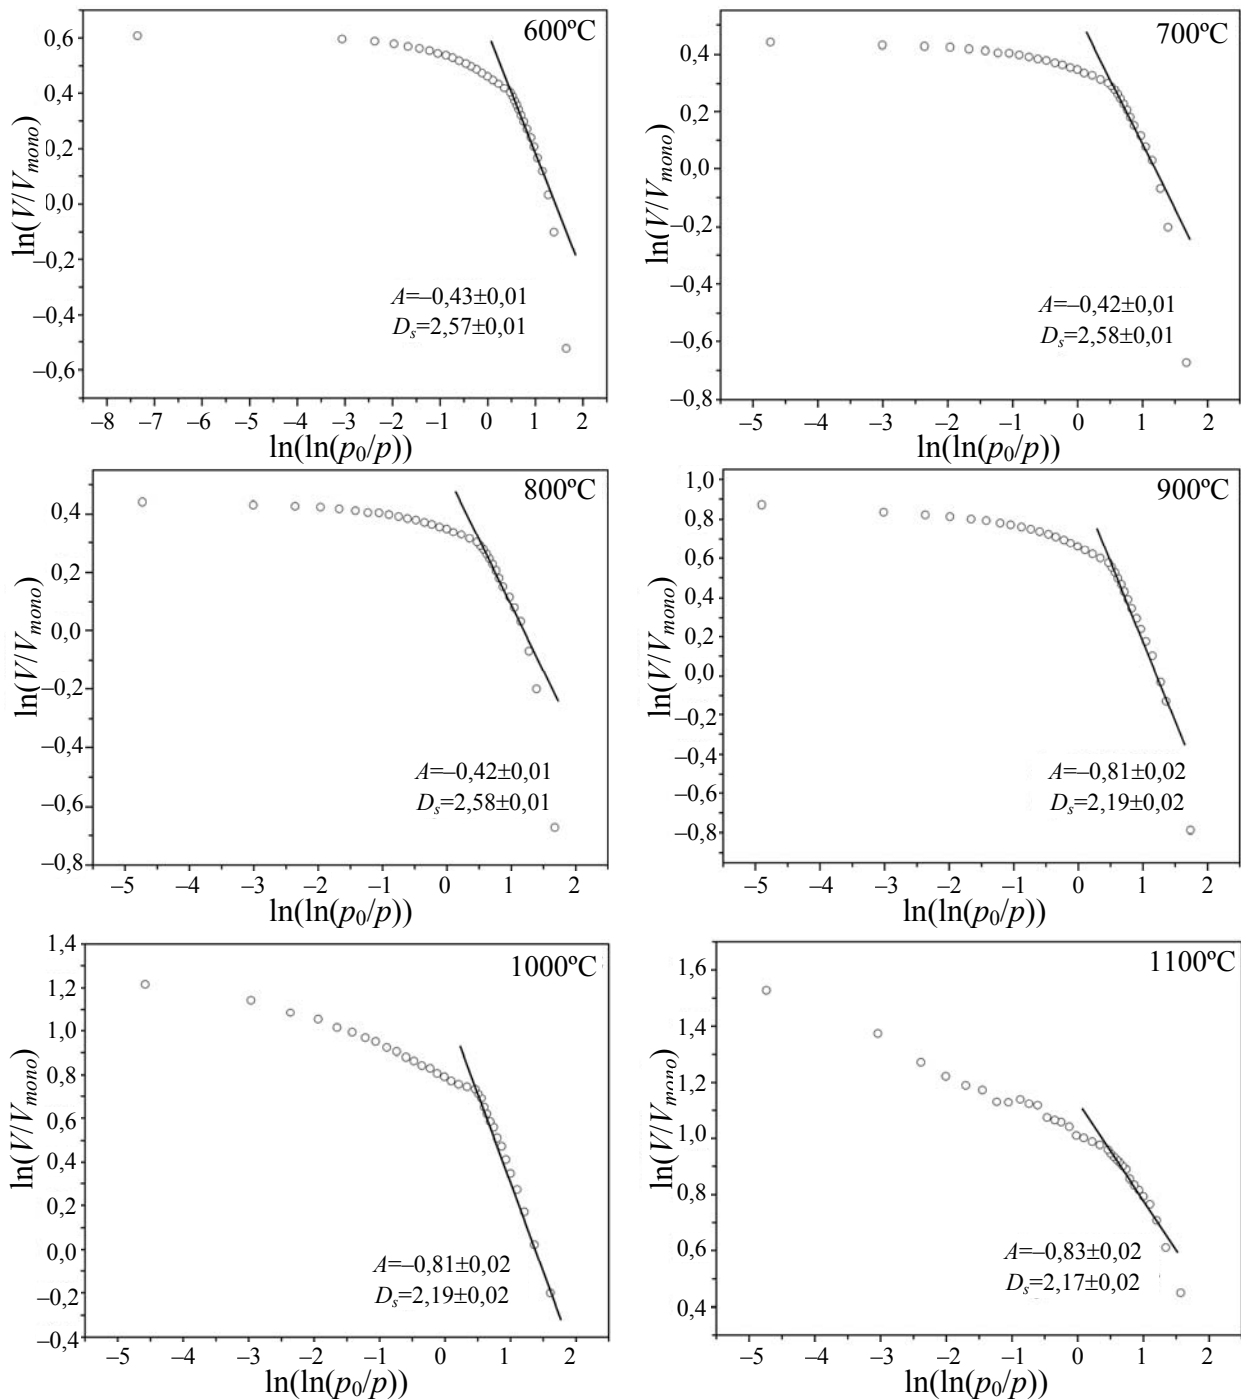 600ºC
ln(V/Vmono)
0,6
0,4
0,2
0,0
–0,2
–0,4
–0,6
A=–0,43±0,01
Ds=2,57±0,01
–8 –7 –6 –5 –4 –3 –2 –1 0 1 2
ln(ln(p0/p))
700ºC
ln(V/Vmono)
0,4
0,2
0,0
–0,2
–0,4
–0,6
–0,8
A=–0,42±0,01
Ds=2,58±0,01
–5 –4 –3 –2 –1 0 1 2
ln(ln(p0/p))
800ºC
ln(V/Vmono)
0,4
0,2
0,0
–0,2
–0,4
–0,6
–0,8
A=–0,42±0,01
Ds=2,58±0,01
–5 –4 –3 –2 –1 0 1 2
ln(ln(p0/p))
900ºC
ln(V/Vmono)
1,0
0,8
0,6
0,4
0,2
0,0
–0,2
–0,4
–0,6
–0,8
A=–0,81±0,02
Ds=2,19±0,02
–5 –4 –3 –2 –1 0 1 2
ln(ln(p0/p))
1000ºC
ln(V/Vmono)
1,4
1,2
1,0
0,8
0,6
0,4
0,2
0,0
–0,2
–0,4
A=–0,81±0,02
Ds=2,19±0,02
–5 –4 –3 –2 –1 0 1 2
ln(ln(p0/p))
1100ºC
ln(V/Vmono)
1,6
1,4
1,2
1,0
0,8
0,6
0,4
A=–0,83±0,02
Ds=2,17±0,02
–5 –4 –3 –2 –1 0 1 2
ln(ln(p0/p))